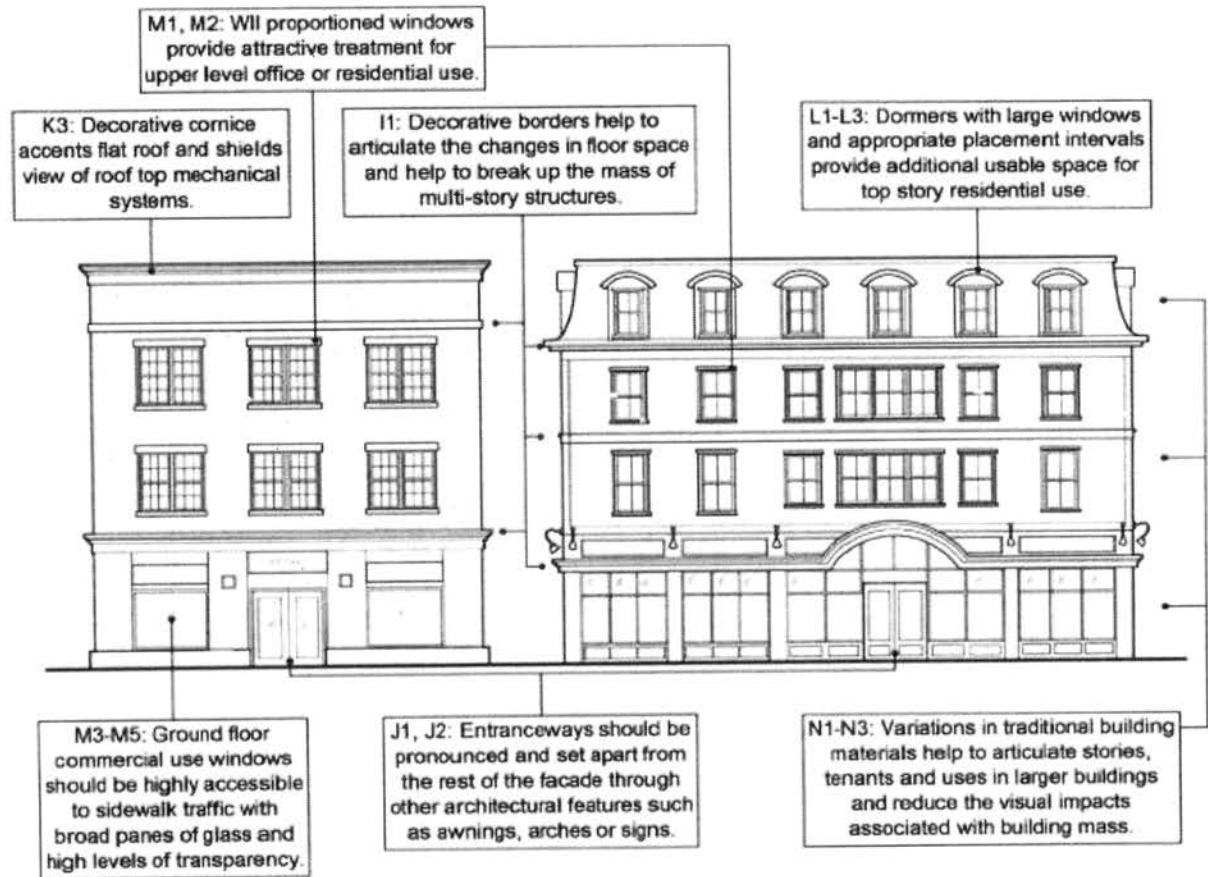 M1, M2: WIl proportioned windows
provide attractive treatment for
upper level office or residential use.
K3: Decorative cornice
accents flat roof and shields
view of roof top mechanical
systems.
I1: Decorative borders help to
articulate the changes in floor space
and help to break up the mass of
multi-story structures.
L1-L3: Dormers with large windows
and appropriate placement intervals
provide additional usable space for
top story residential use.
M3-M5: Ground floor
commercial use windows
should be highly accessible
to sidewalk traffic with
broad panes of glass and
high levels of transparency.
J1, J2: Entranceways should be
pronounced and set apart from
the rest of the facade through
other architectural features such
as awnings, arches or signs.
N1-N3: Variations in traditional building
materials help to articulate stories,
tenants and uses in larger buildings
and reduce the visual impacts
associated with building mass.